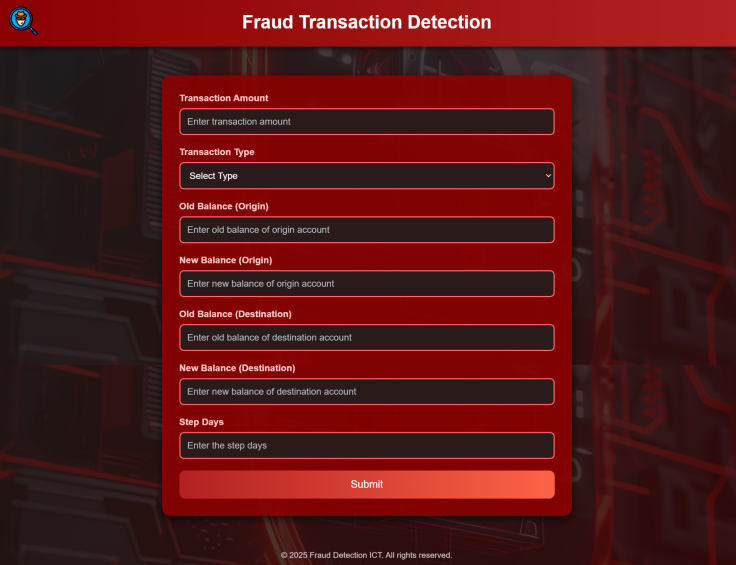 Fraud Transaction Detection
Transaction Amount
Enter transaction amount
Transaction Type
Select Type
Old Balance (Origin)
Enter old balance of origin account
New Balance (Origin)
Enter new balance of origin account
Old Balance (Destination)
Enter old balance of destination account
New Balance (Destination)
Enter new balance of destination account
Step Days
Enter the step days
Submit
© 2025 Fraud Detection ICT. All rights reserved.